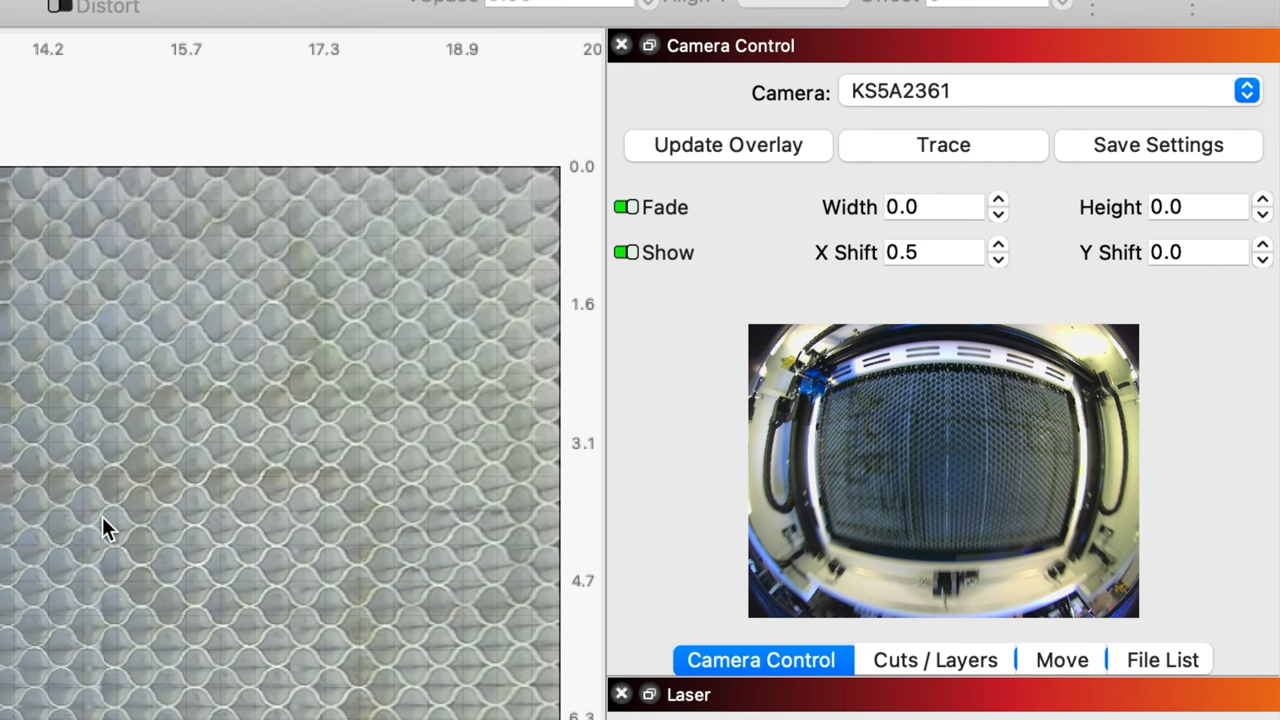 Distort
14.2 15.7 17.3 18.9 20
Camera Control
Camera: KS5A2361
Update Overlay Trace Save Settings
0.0
Fade Width 0.0 Height 0.0
Show X Shift 0.5 Y Shift 0.0
1.6
3.1
4.7
Camera Control Cuts / Layers Move File List
Laser
6.3